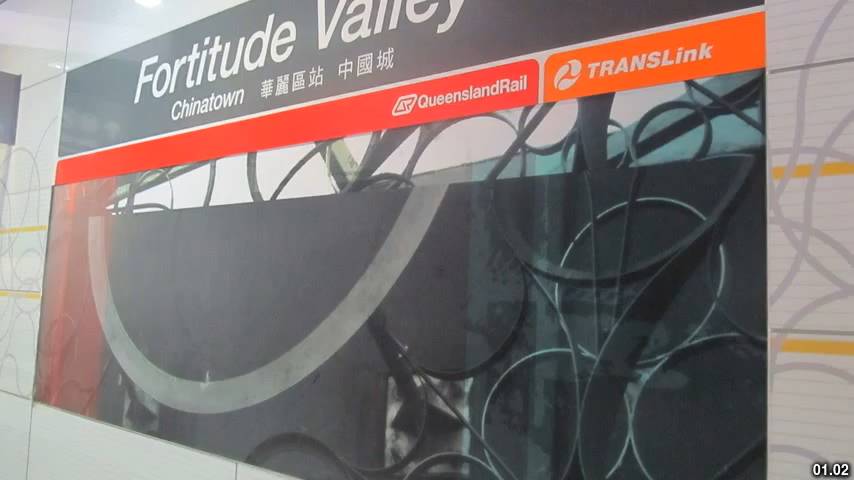 Fortitude Valley
Chinatown 華麗區站 中國城
QueenslandRail
TRANSLink
01.02